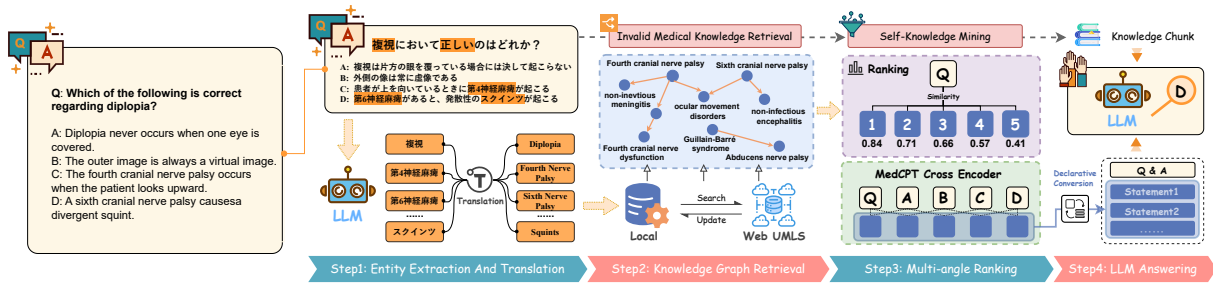 Q
A
Q: Which of the following is correct
regarding diplopia?
A: Diplopia never occurs when one eye is
covered.
B: The outer image is always a virtual image.
C: The fourth cranial nerve palsy occurs
when the patient looks upward.
D: A sixth cranial nerve palsy causesa
divergent squint.
Q
A
複視において正しいのはどれか？
A: 複視は片方の眼を覆っている場合には決して起こらない
B: 外側の像は常に虚像である
C: 患者が上を向いているときに第4神経麻痺が起こる
D: 第6神経麻痺があると、発散性のスクインツが起こる
LLM
複視
第4神経麻痺
第6神経麻痺
......
スクインツ
T
Translation
Diplopia
Fourth Nerve
Palsy
Sixth Nerve
Palsy
......
Squints
Invalid Medical Knowledge Retrieval
Fourth cranial nerve palsy
Sixth cranial nerve palsy
non-inevtious
meningitis
ocular movement
disorders
non-infectious
encephalitis
Guillain-Barré
syndrome
Fourth cranial nerve
dysfunction
Abducens nerve palsy
Search
Update
Local
Web UMLS
Self-Knowledge Mining
Ranking
Q
Similarity
1 2 3 4 5
0.84 0.71 0.66 0.57 0.41
MedCPT Cross Encoder
Q A B C D
Declarative
Conversion
Knowledge Chunk
LLM
D
Q & A
Statement1
Statement2
......
Step1: Entity Extraction And Translation
Step2: Knowledge Graph Retrieval
Step3: Multi-angle Ranking
Step4: LLM Answering